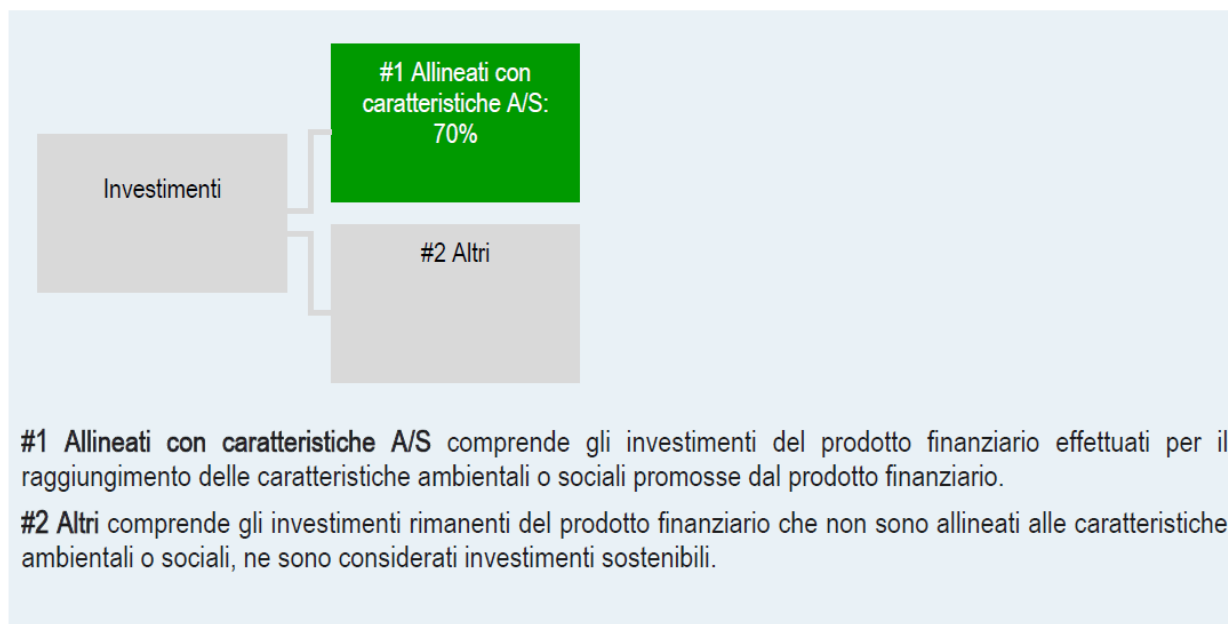 #1 Allineati con
caratteristiche A/S:
70%
Investimenti
#2 Altri
#1 Allineati con caratteristiche A/S comprende gli investimenti del prodotto finanziario effettuati per il
raggiungimento delle caratteristiche ambientali o sociali promosse dal prodotto finanziario.
#2 Altri comprende gli investimenti rimanenti del prodotto finanziario che non sono allineati alle caratteristiche
ambientali o sociali, ne sono considerati investimenti sostenibili.